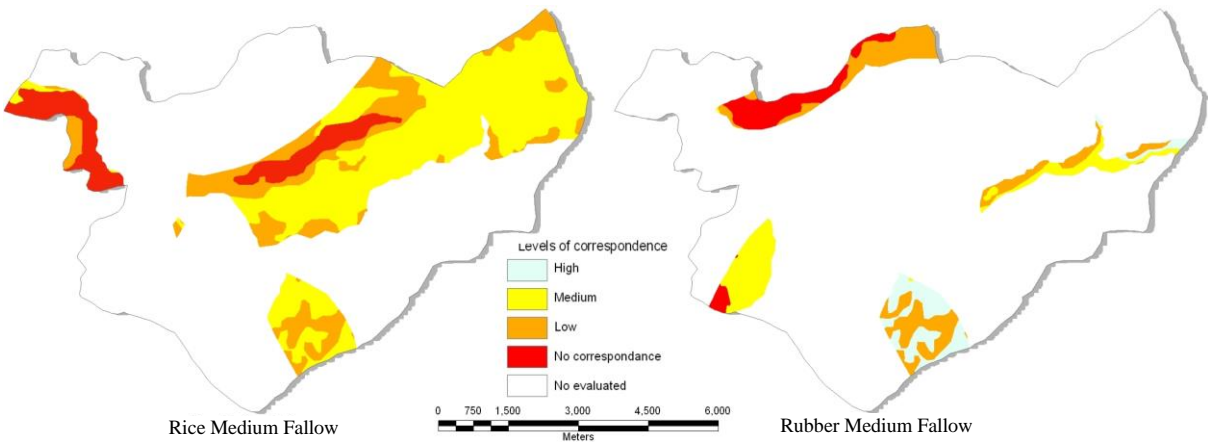 Levels of correspondence
High
Medium
Low
No correspondance
No evaluated
0 750 1,500 3,000 4,500 6,000
Meters
Rice Medium Fallow
Rubber Medium Fallow